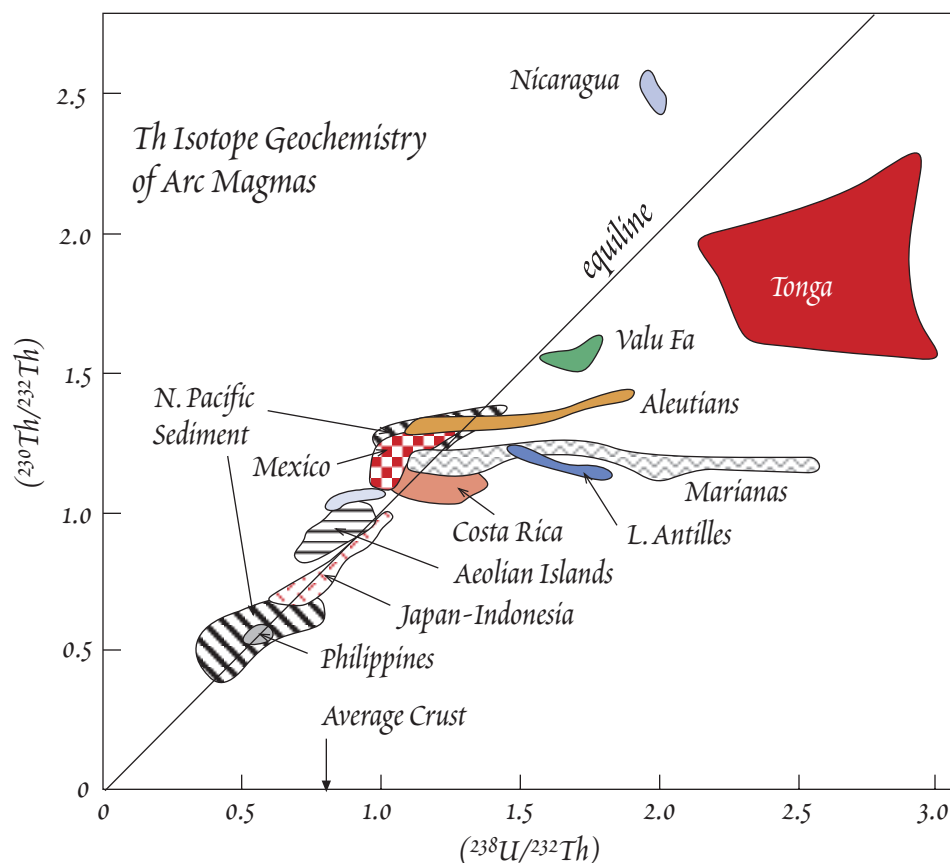 Th Isotope Geochemistry
of Arc Magmas
Nicaragua
equiline
Tonga
Valu Fa
N. Pacific
Sediment
Aleutians
Mexico
Marianas
Costa Rica
L. Antilles
Aeolian Islands
Japan-Indonesia
Philippines
Average Crust
(²³⁰Th/²³²Th)
2.5
2.0
1.5
1.0
0.5
0
0
0.5
1.0
1.5
2.0
2.5
3.0
(²³⁸U/²³²Th)